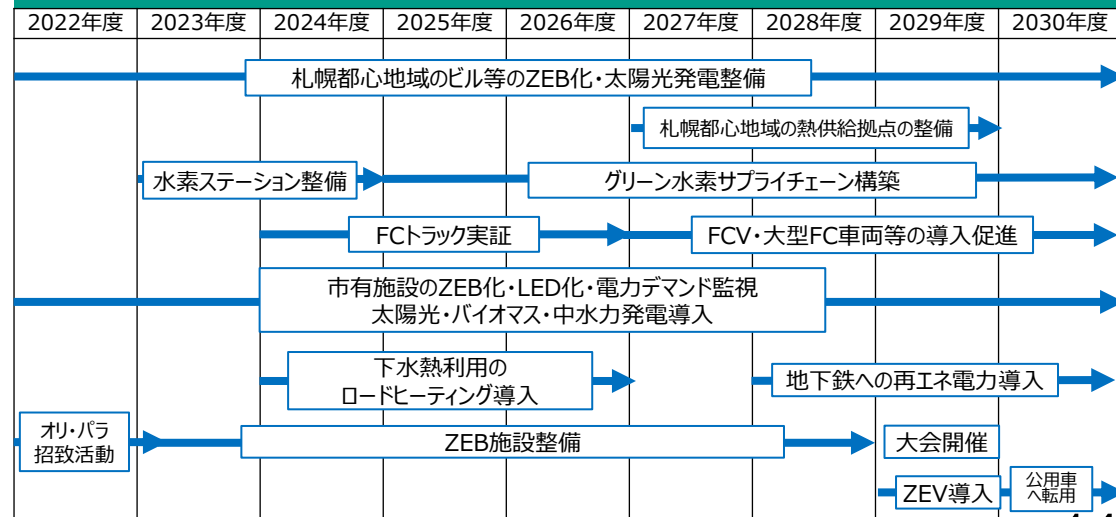 2022年度 2023年度 2024年度 2025年度 2026年度 2027年度 2028年度 2029年度 2030年度
札幌都心地域のビル等のZEB化・太陽光発電整備
札幌都心地域の熱供給拠点の整備
水素ステーション整備 グリーン水素サプライチェーン構築
FCトラック実証 FCV・大型FC車両等の導入促進
市有施設のZEB化・LED化・電力デマンド監視
太陽光・バイオマス・中水力発電導入
下水熱利用の
ロードヒーティング導入
地下鉄への再エネ電力導入
オリ・パラ
招致活動
ZEB施設整備 大会開催
ZEV導入
公用車
へ転用